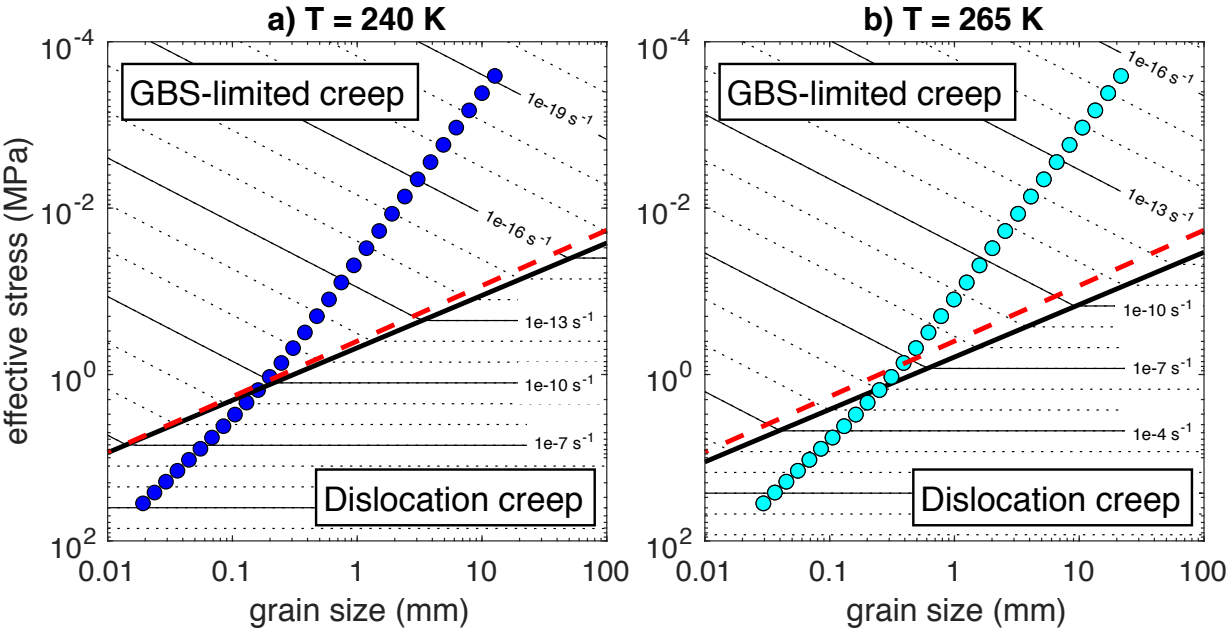 a) T = 240 K
b) T = 265 K
effective stress (MPa)
10-4
10-2
100
102
GBS-limited creep
1e-19 s-1
1e-16 s-1
1e-13 s-1
1e-10 s-1
1e-7 s-1
Dislocation creep
0.01 0.1 1 10 100
grain size (mm)
10-4
10-2
100
102
GBS-limited creep
1e-16 s-1
1e-13 s-1
1e-10 s-1
1e-7 s-1
1e-4 s-1
Dislocation creep
0.01 0.1 1 10 100
grain size (mm)